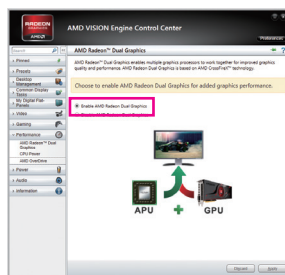 RADEON
GRAPHICS
AMD
AMD VISION Engine Control Center
Preferences
Search
AMD Radeon™ Dual Graphics
Pinned
Presets
Desktop
Management
Common Display
Tasks
My Digital Flat-
Panels
Video
Gaming
Performance
AMD Radeon™ Dual
Graphics
CPU Power
AMD OverDrive
Power
Audio
Information
AMD Radeon™ Dual Graphics enables multiple graphics processors to work together for improved graphics
quality and performance. AMD Radeon Dual Graphics is based on AMD CrossFireX™ technology.
Choose to enable AMD Radeon Dual Graphics for added graphics performance.
Enable AMD Radeon Dual Graphics
APU + GPU
Discard
Apply